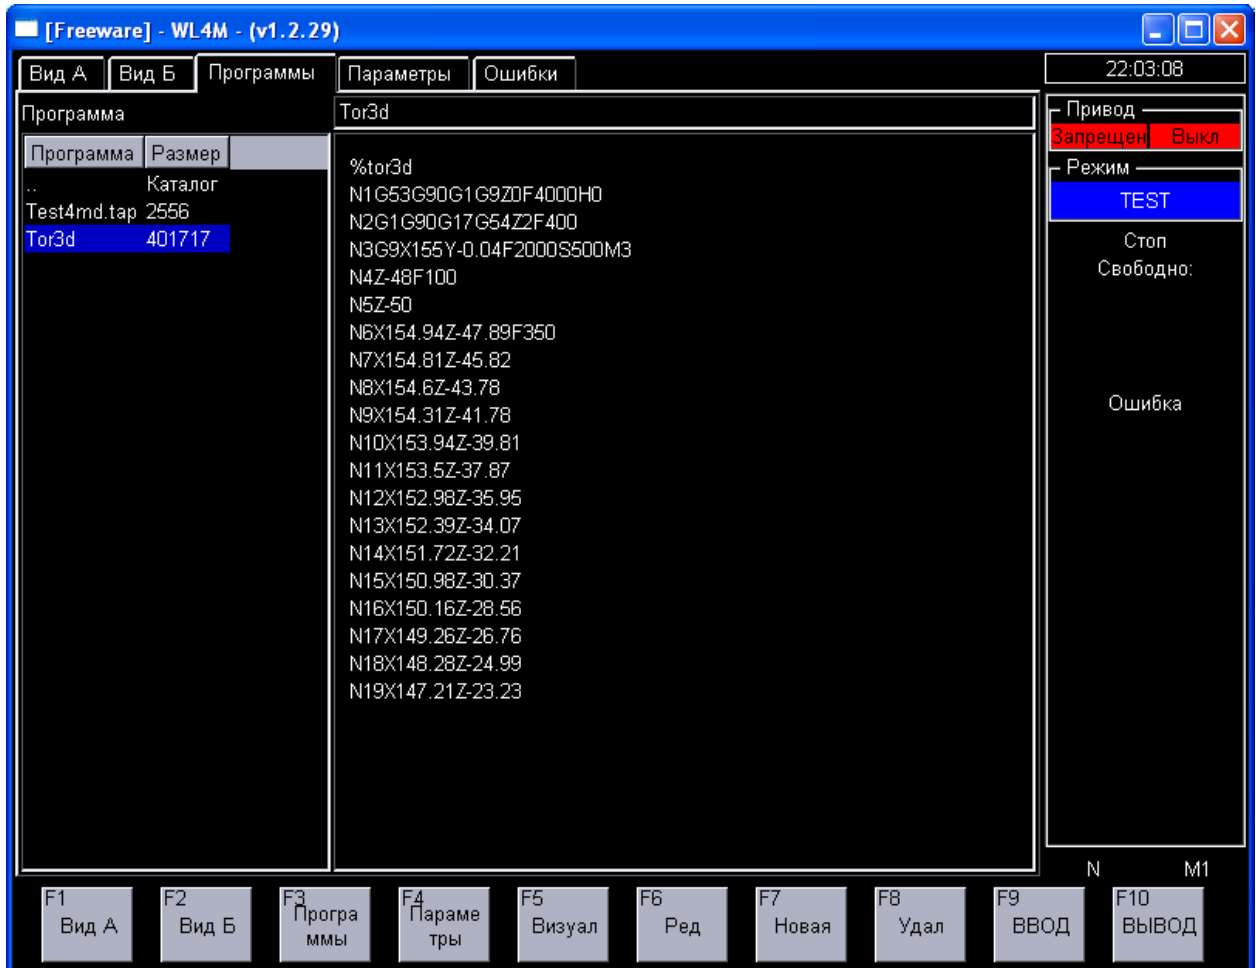 [Freeware] - WL4M - (v1.2.29)
Вид А Вид Б Программы Параметры Ошибки
22:03:08
Программа
Программа Размер
.. Каталог
Test4md.tap 2556
Tor3d 401717
Tor3d
%tor3d
N1G53G90G1G9Z0F4000H0
N2G1G90G17G54Z2F400
N3G9X155Y-0.04F2000S500M3
N4Z-48F100
N5Z-50
N6X154.94Z-47.89F350
N7X154.81Z-45.82
N8X154.6Z-43.78
N9X154.31Z-41.78
N10X153.94Z-39.81
N11X153.5Z-37.87
N12X152.98Z-35.95
N13X152.39Z-34.07
N14X151.72Z-32.21
N15X150.98Z-30.37
N16X150.16Z-28.56
N17X149.26Z-26.76
N18X148.28Z-24.99
N19X147.21Z-23.23
Привод
Запрещен Выкл
Режим
TEST
Стоп
Свободно:
Ошибка
N M1
F1 Вид А
F2 Вид Б
F3 Програ
ммы
F4 Параме
тры
F5 Визуал
F6 Ред
F7 Новая
F8 Удал
F9 ВВОД
F10 ВЫВОД